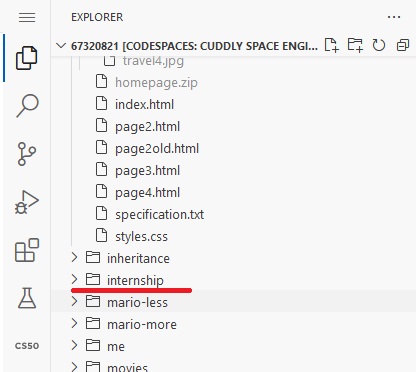 EXPLORER
67320821 [CODESPACES: CUDDLY SPACE ENGI...
travel4.jpg
homepage.zip
index.html
page2.html
page2old.html
page3.html
page4.html
specification.txt
styles.css
inheritance
internship
mario-less
mario-more
me
movies
CS50